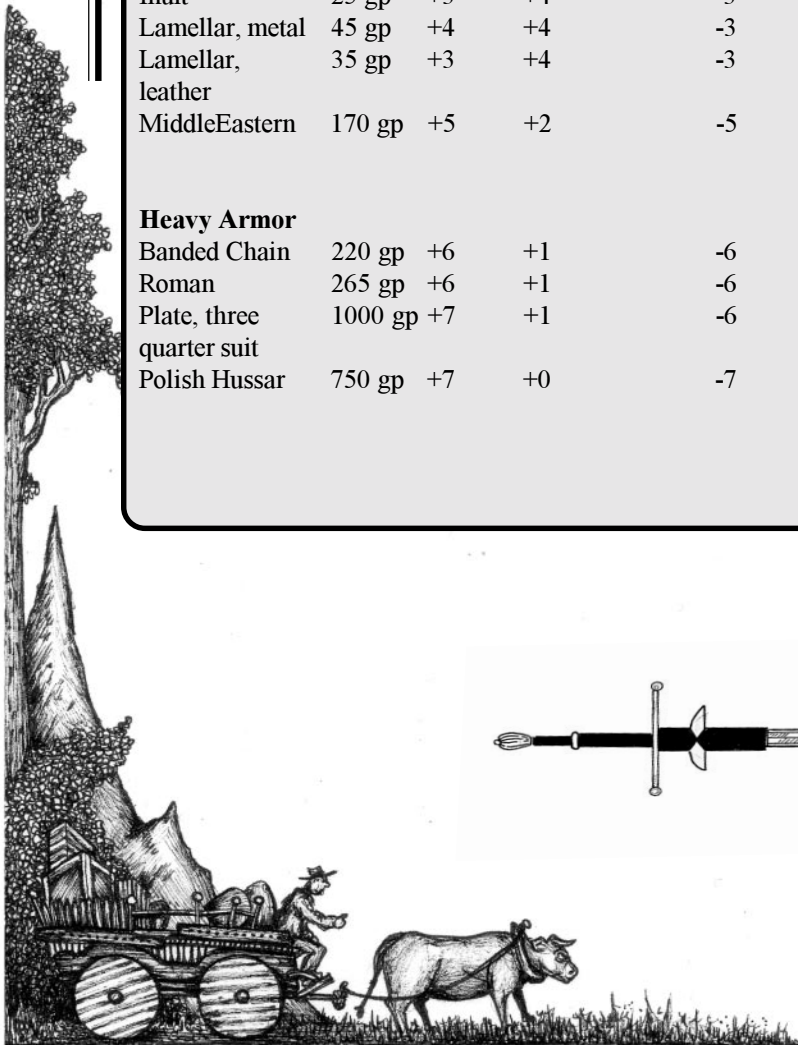 Lamellar, metal 45 gp +4 +4 -3
Lamellar, 35 gp +3 +4 -3
leather
MiddleEastern 170 gp +5 +2 -5
Heavy Armor
Banded Chain 220 gp +6 +1 -6
Roman 265 gp +6 +1 -6
Plate, three 1000 gp +7 +1 -6
quarter suit
Polish Hussar 750 gp +7 +0 -7